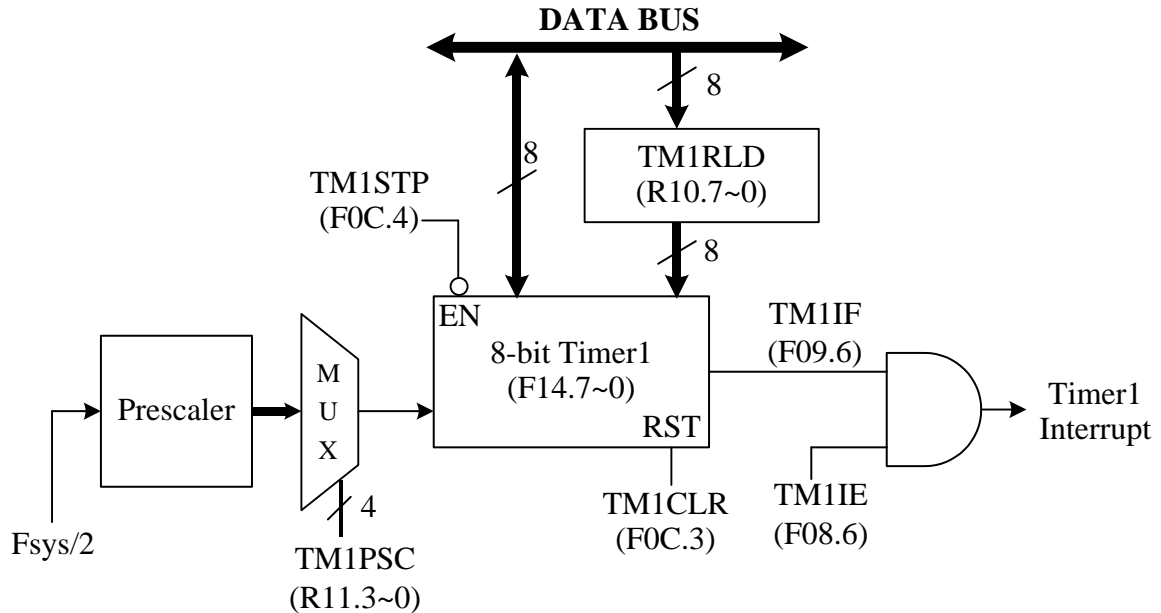 DATA BUS
8
8
TM1RLD
(R10.7~0)
TM1STP
(F0C.4)
8
EN
8-bit Timer1
(F14.7~0)
RST
TM1IF
(F09.6)
Prescaler
M
U
X
Timer1
Interrupt
4
TM1CLR
(F0C.3)
TM1IE
(F08.6)
Fsys/2
TM1PSC
(R11.3~0)